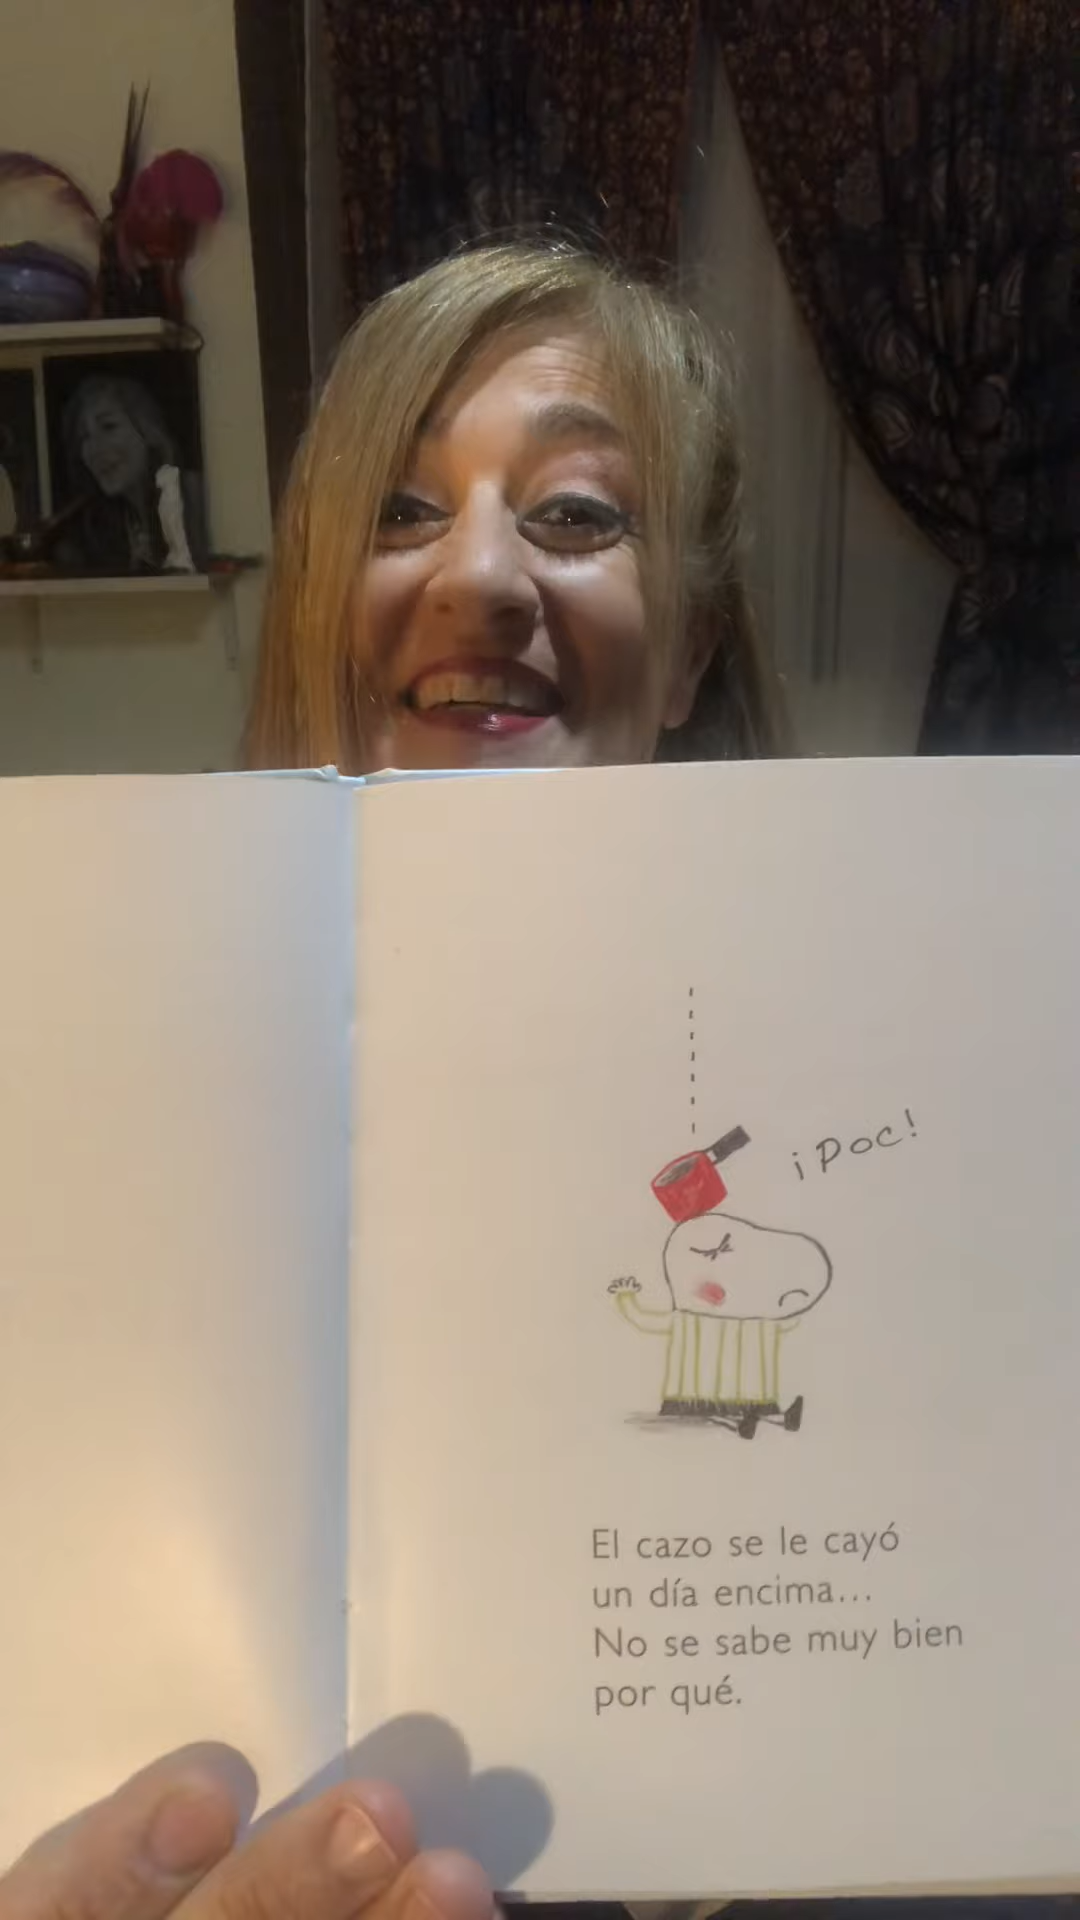 ¡Poc!
El cazo se le cayó
un día encima...
No se sabe muy bien
por qué.